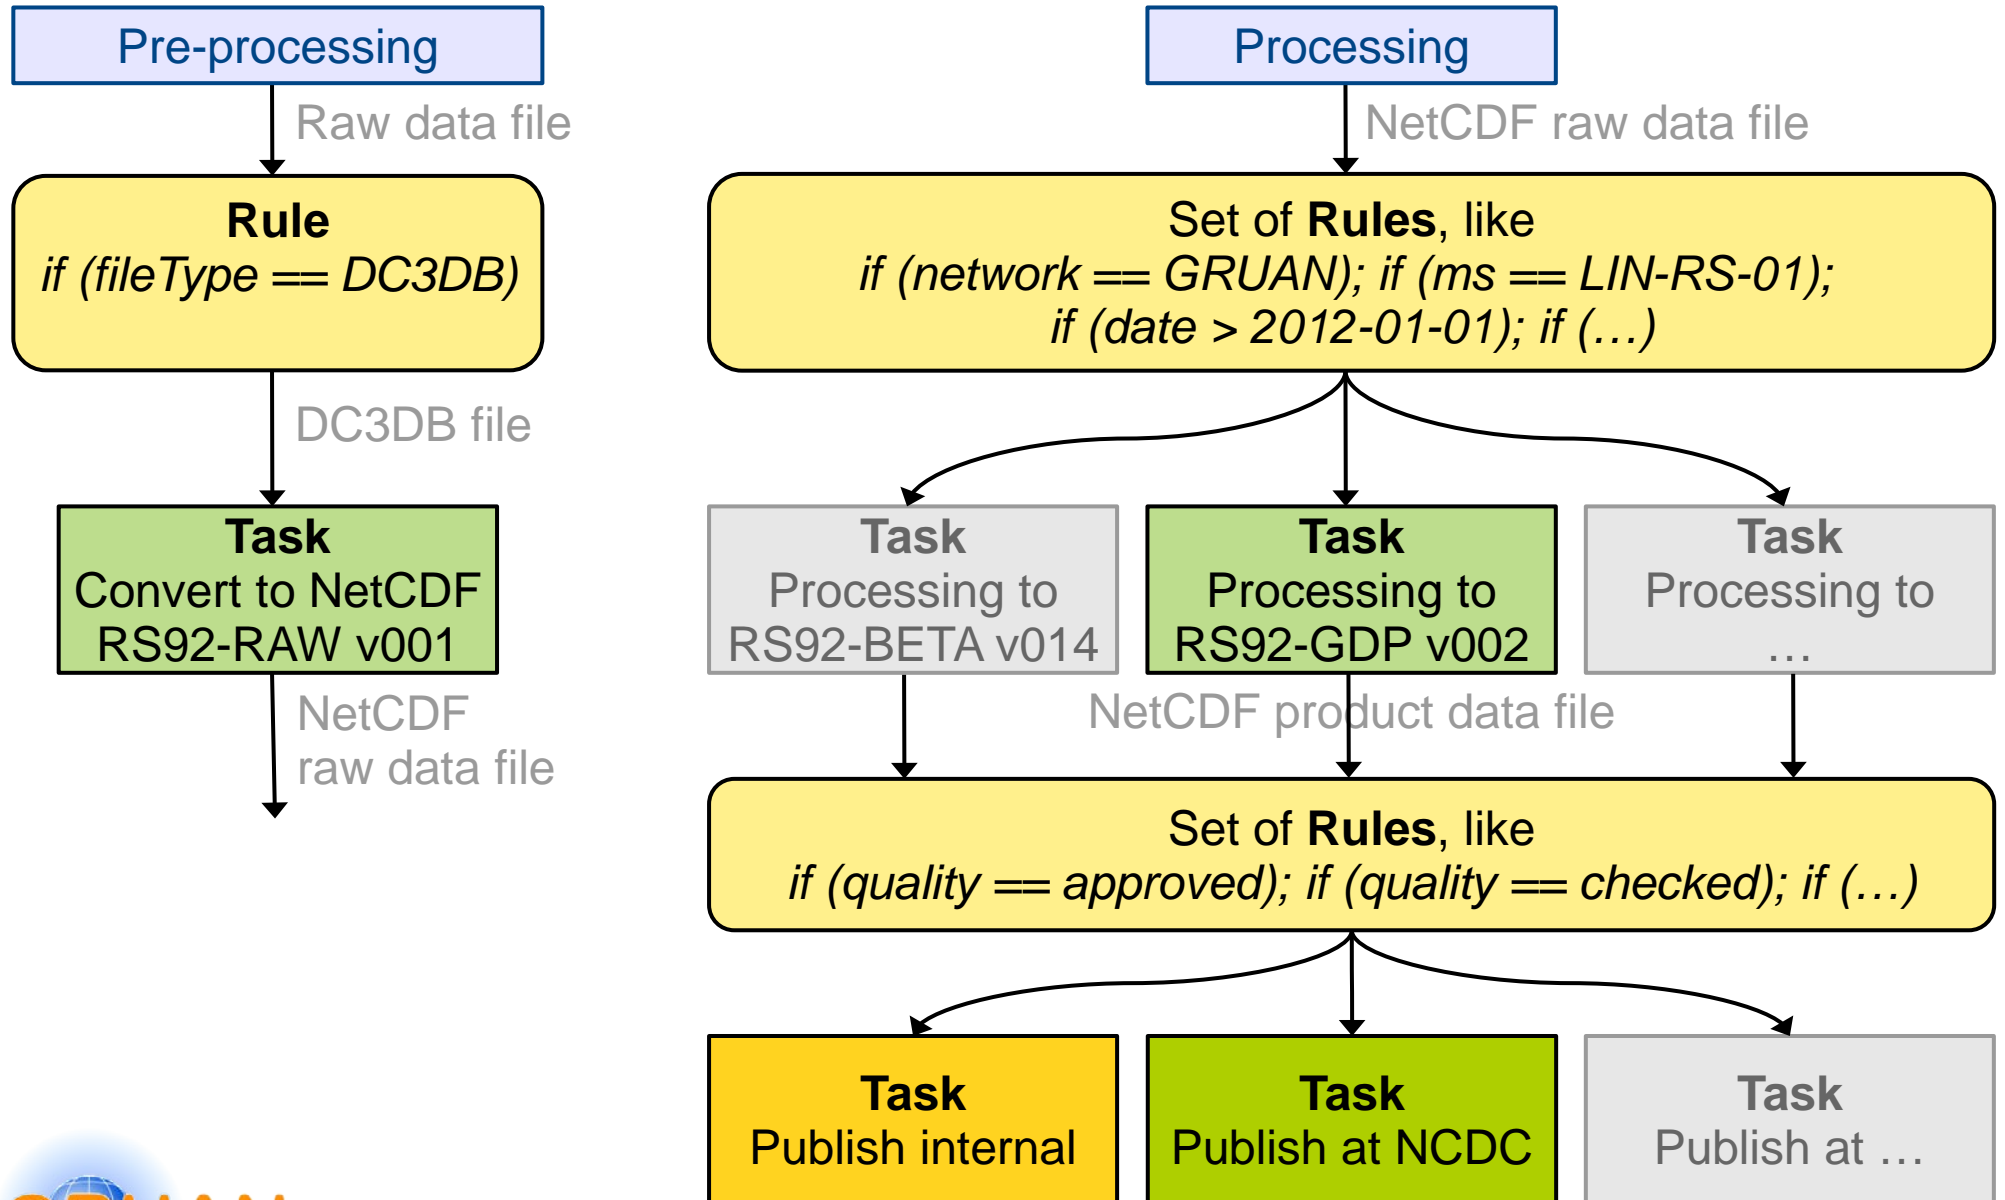 Pre-processing
Raw data file
Rule
if (fileType == DC3DB)
DC3DB file
Task
Convert to NetCDF
RS92-RAW v001
NetCDF
raw data file
Processing
NetCDF raw data file
Set of Rules, like
if (network == GRUAN); if (ms == LIN-RS-01);
if (date > 2012-01-01); if (…)
Task
Processing to
RS92-BETA v014
Task
Processing to
RS92-GDP v002
Task
Processing to
…
NetCDF product data file
Set of Rules, like
if (quality == approved); if (quality == checked); if (…)
Task
Publish internal
Task
Publish at NCDC
Task
Publish at …